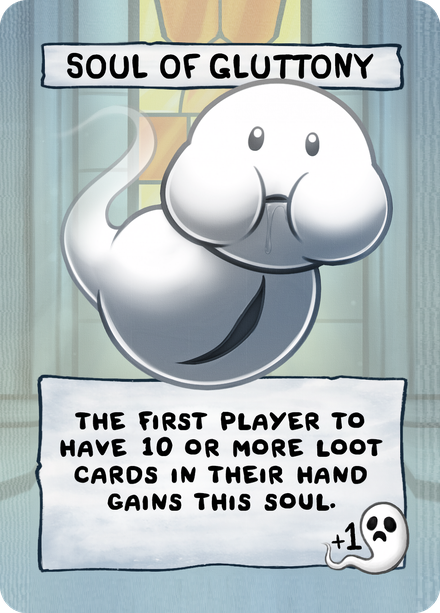 SOUL OF GLUTTONY
THE FIRST PLAYER TO
HAVE 10 OR MORE LOOT
CARDS IN THEIR HAND
GAINS THIS SOUL.
+1